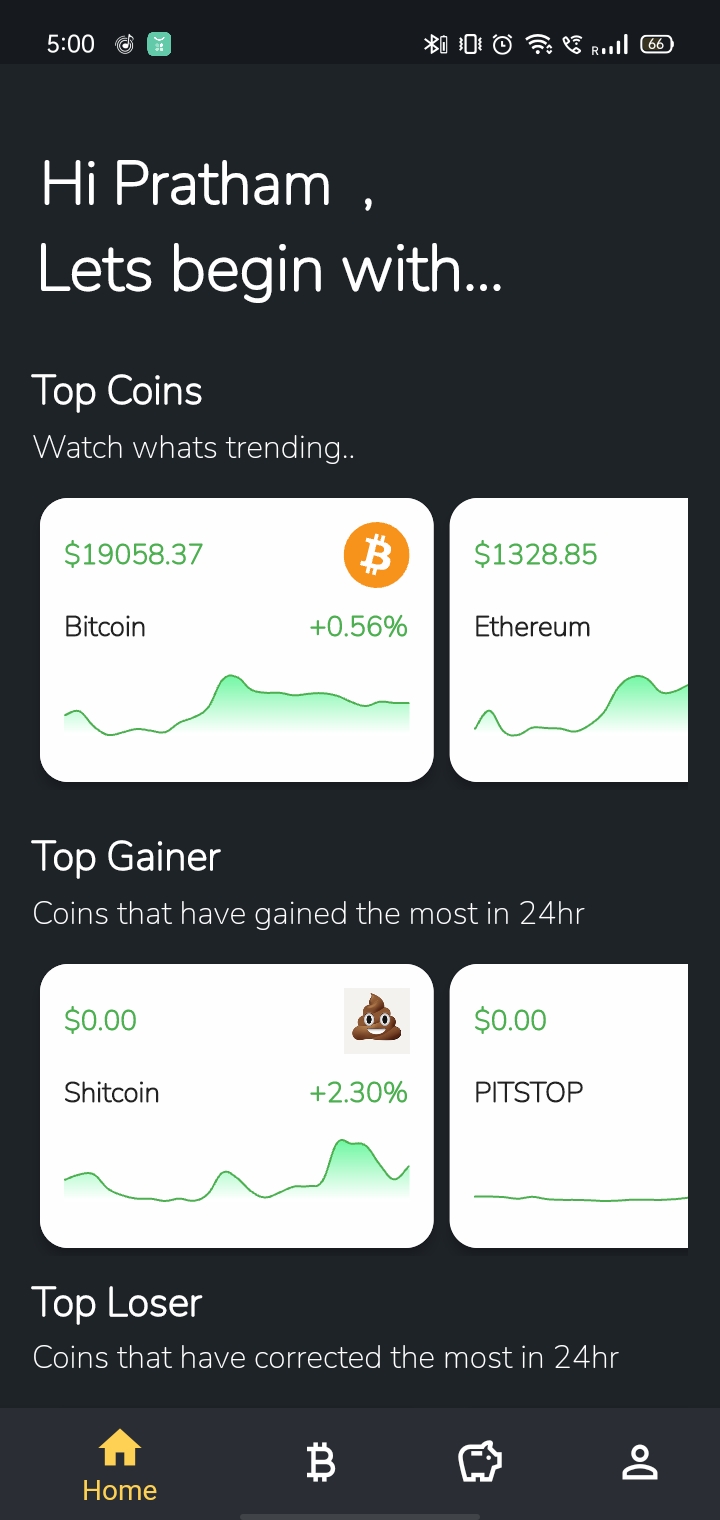 5:00
R
66
Hi Pratham ,
Lets begin with...
Top Coins
Watch whats trending..
$19058.37
$1328.85
Bitcoin +0.56%
Ethereum
Top Gainer
Coins that have gained the most in 24hr
$0.00
$0.00
Shitcoin +2.30%
PITSTOP
Top Loser
Coins that have corrected the most in 24hr
Home